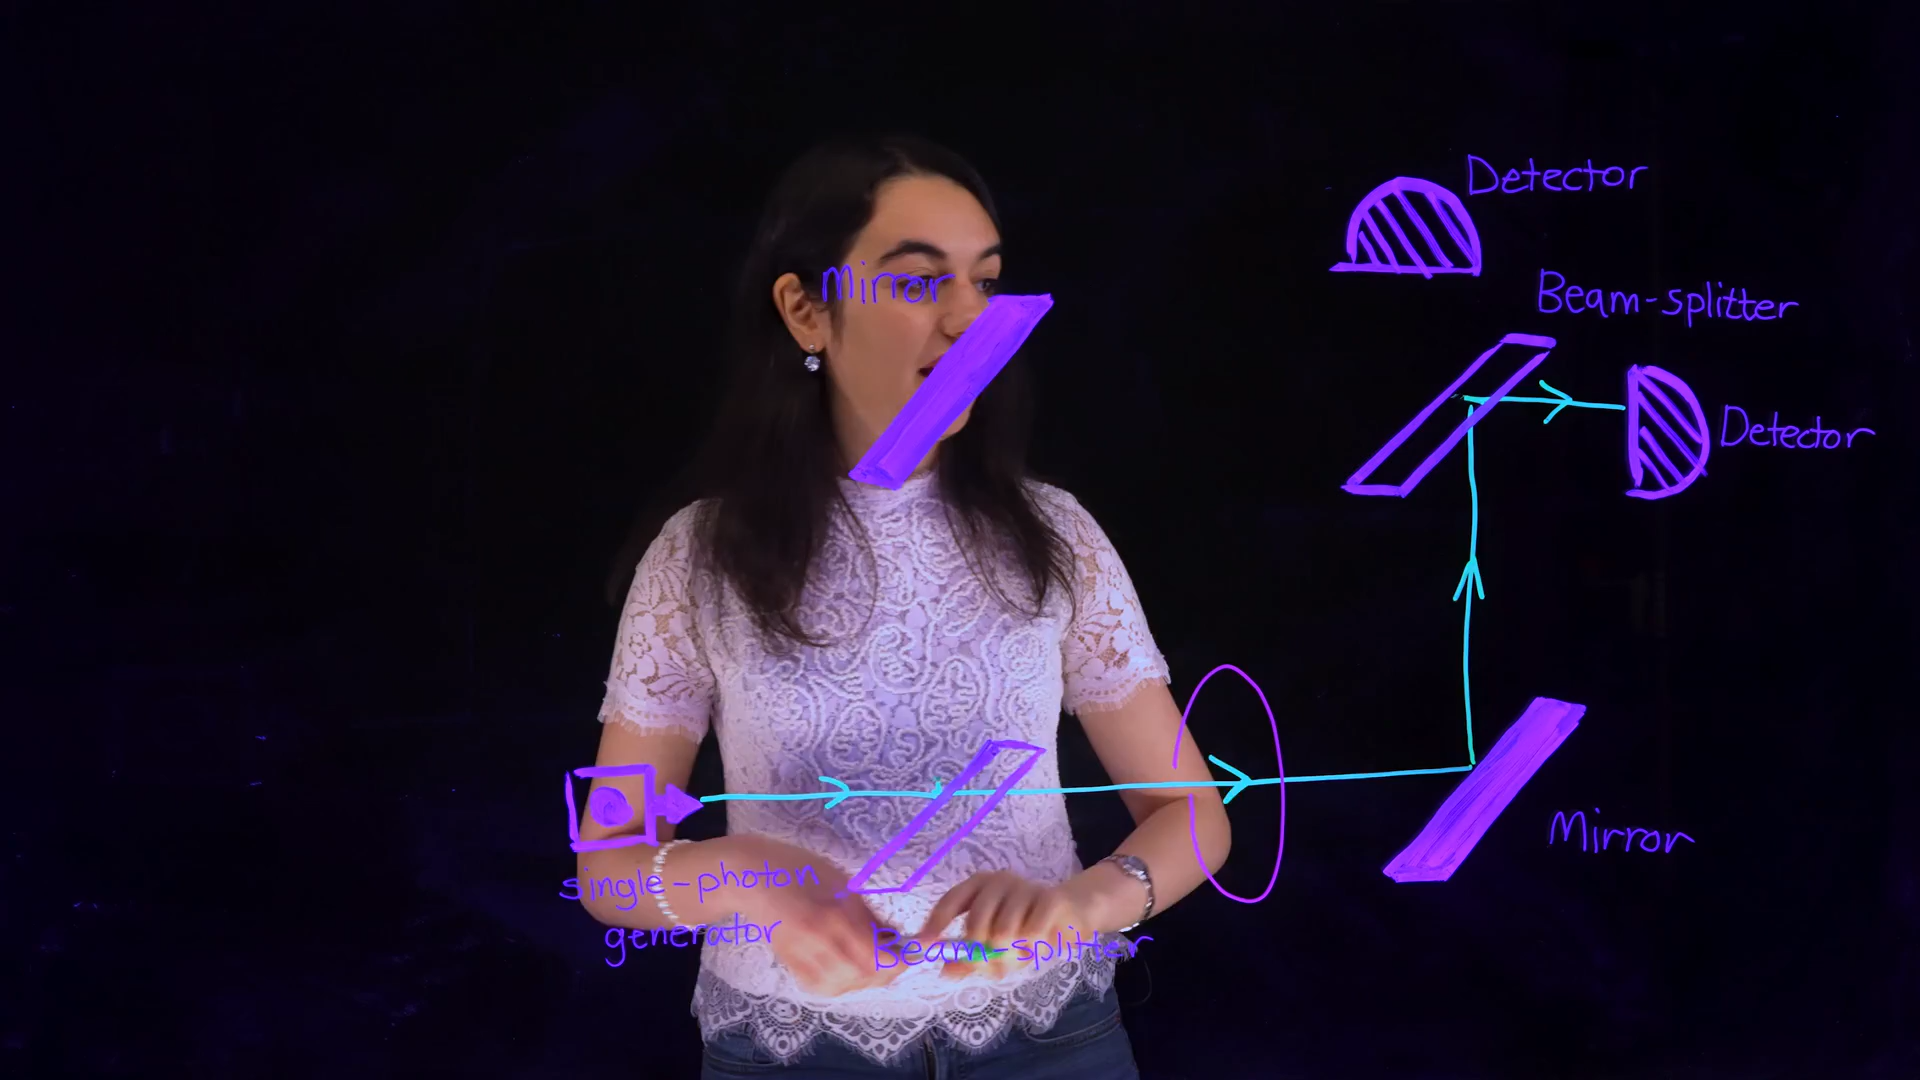 Detector
Mirror
Beam-splitter
Detector
Mirror
single-photon
generator
Beam-splitter